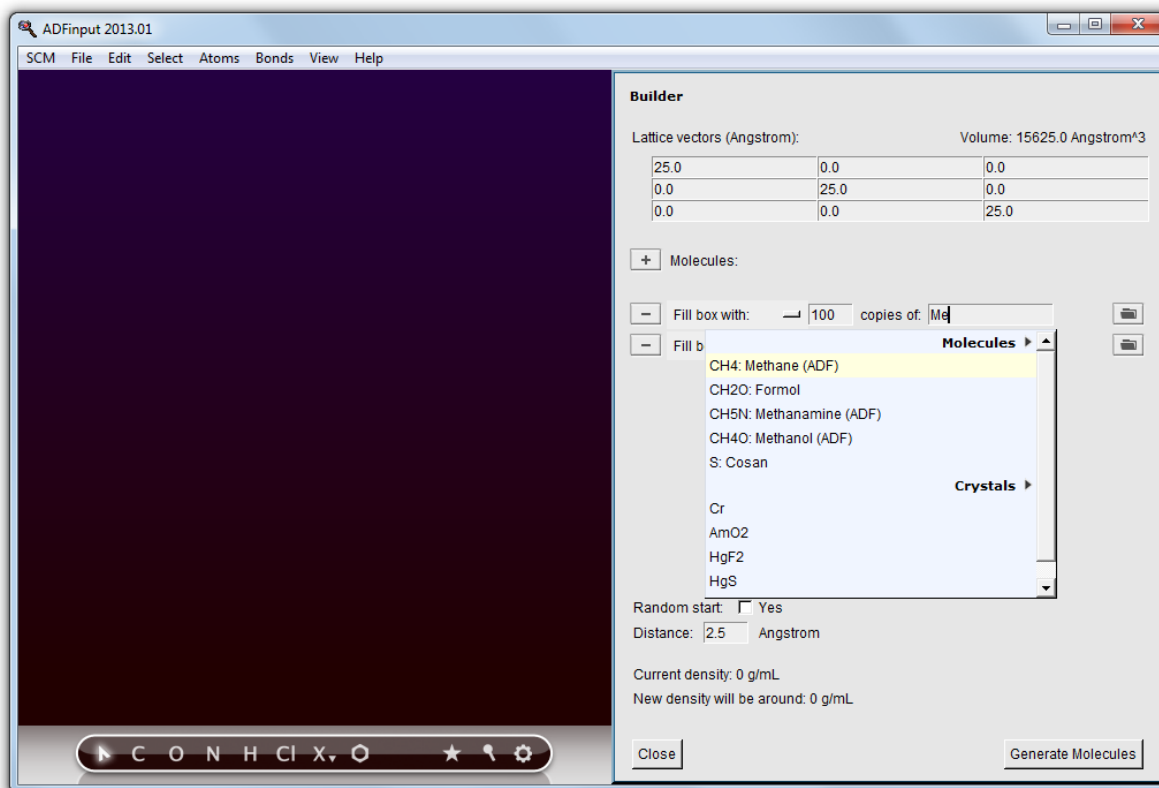 ADFinput 2013.01
SCM File Edit Select Atoms Bonds View Help
Builder
Lattice vectors (Angstrom): Volume: 15625.0 Angstrom^3
25.0 0.0 0.0
0.0 25.0 0.0
0.0 0.0 25.0
+ Molecules:
− Fill box with: 100 copies of: Me
− Fill b
Molecules
CH4: Methane (ADF)
CH2O: Formol
CH5N: Methanamine (ADF)
CH4O: Methanol (ADF)
S: Cosan
Crystals
Cr
AmO2
HgF2
HgS
Random start: Yes
Distance: 2.5 Angstrom
Current density: 0 g/mL
New density will be around: 0 g/mL
C O N H Cl X
Close Generate Molecules